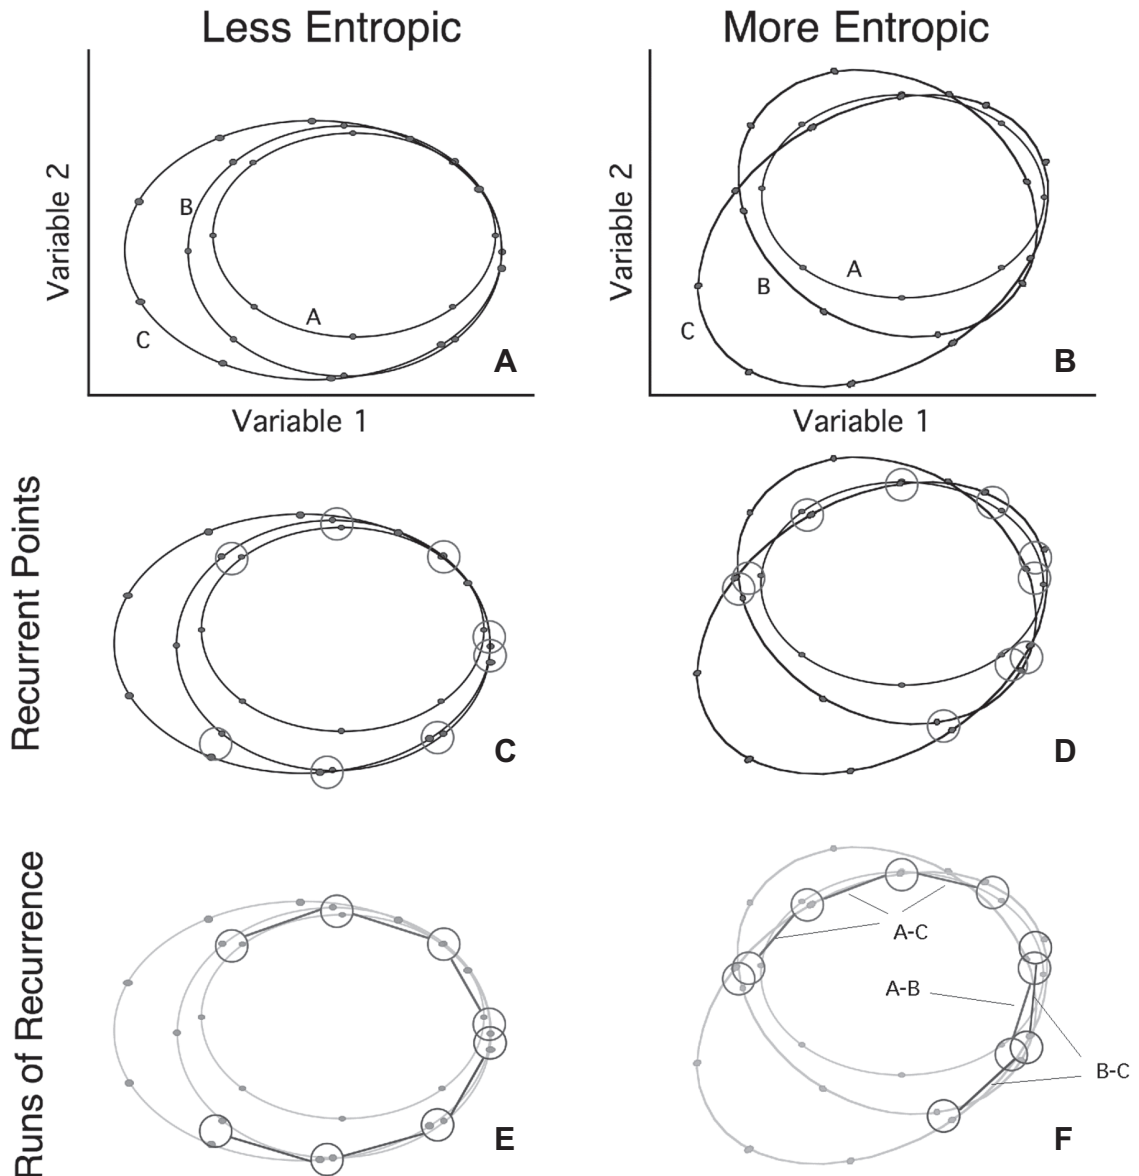 Less Entropic
More Entropic
Variable 2
B
A
C
A
Variable 1
Variable 2
A
B
C
B
Variable 1
Recurrent Points
C
D
Runs of Recurrence
E
A-C
A-B
B-C
F